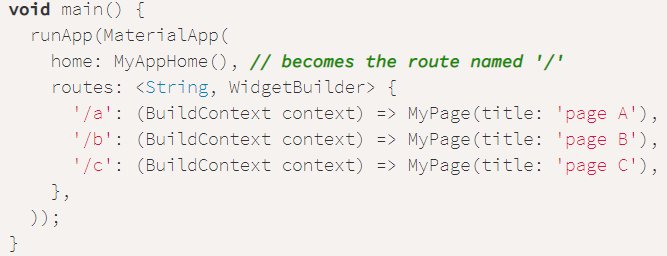 void main() {
  runApp(MaterialApp(
    home: MyAppHome(), // becomes the route named '/'
    routes: <String, WidgetBuilder> {
      '/a': (BuildContext context) => MyPage(title: 'page A'),
      '/b': (BuildContext context) => MyPage(title: 'page B'),
      '/c': (BuildContext context) => MyPage(title: 'page C'),
    },
  ));
}